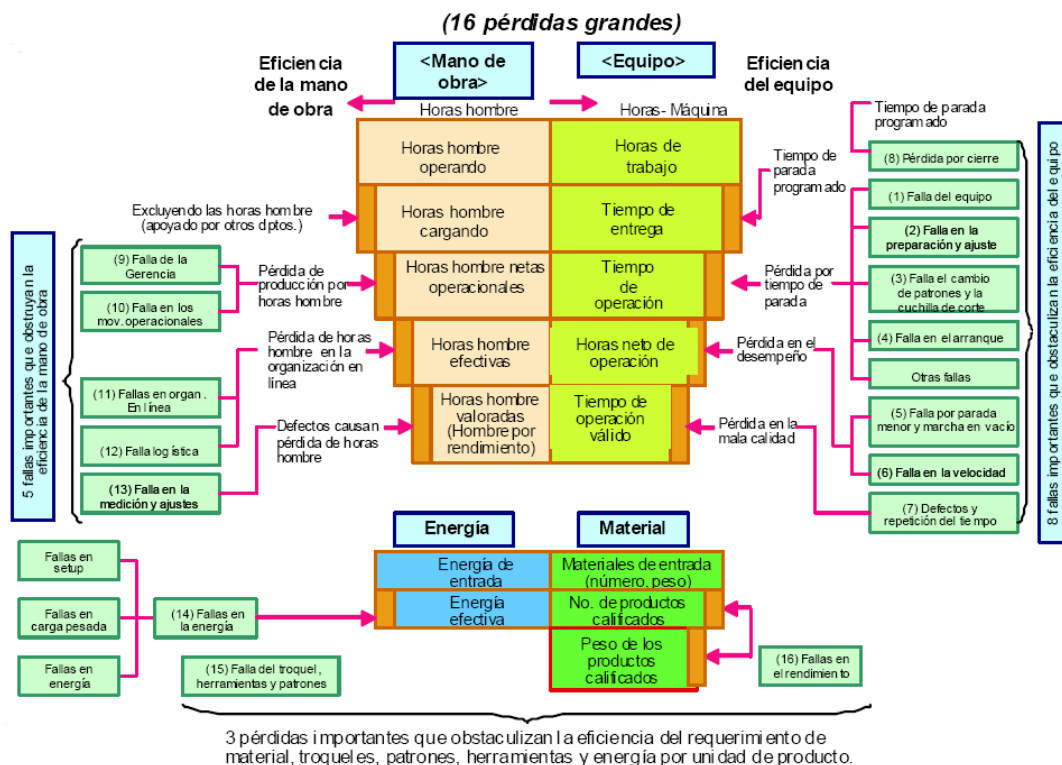 (16 pérdidas grandes)
Eficiencia
de la mano
de obra
<Mano de
obra>
<Equipo>
Eficiencia
del equipo
Horas hombre
Horas- Máquina
Tiempo de parada
programado
Horas hombre
operando
Horas de
trabajo
Tiempo de
parada
programado
(8) Pérdida por cierre
(1) Falla del equipo
Excluyendo las horas hombre
(apoyado por otros dptos.)
Horas hombre
cargando
Tiempo de
entrega
(2) Falla en la
preparación y ajuste
(9) Falla de la
Gerencia
(10) Falla en los
mov. operacionales
Pérdida de
producción por
horas hombre
Horas hombre netas
operacionales
Tiempo
de
operación
Pérdida por
tiempo de
parada
(3) Falla el cambio
de patrones y la
cuchilla de corte
(4) Falla en el arranque
Otras fallas
Pérdida de horas
hombre en la
organización en
línea
Horas hombre
efectivas
Horas neto de
operación
Pérdida en el
desempeño
(11) Fallas en organ.
En línea
(12) Falla logística
(5) Falla por parada
menor y marcha en vacío
(6) Falla en la velocidad
Defectos causan
pérdida de horas
hombre
Horas hombre
valoradas
(Hombre por
rendimiento)
Tiempo de
operación
válido
Pérdida en la
mala calidad
(13) Falla en la
medición y ajustes
(7) Defectos y
repetición del tiempo
5 fallas importantes que obstruyan la
eficiencia de la mano de obra
8 fallas importantes que obstaculizan la eficiencia del equipo
Energía
Material
Fallas en
setup
Fallas en
carga pesada
Fallas en
energía
(14) Fallas en
la energía
Energía de
entrada
Materiales de entrada
(número, peso)
Energía
efectiva
No. de productos
calificados
Peso de los
productos
calificados
(15) Falla del troquel,
herramientas y patrones
(16) Fallas en
el rendimiento
3 pérdidas importantes que obstaculizan la eficiencia del requerimiento de
material, troqueles, patrones, herramientas y energía por unidad de producto.